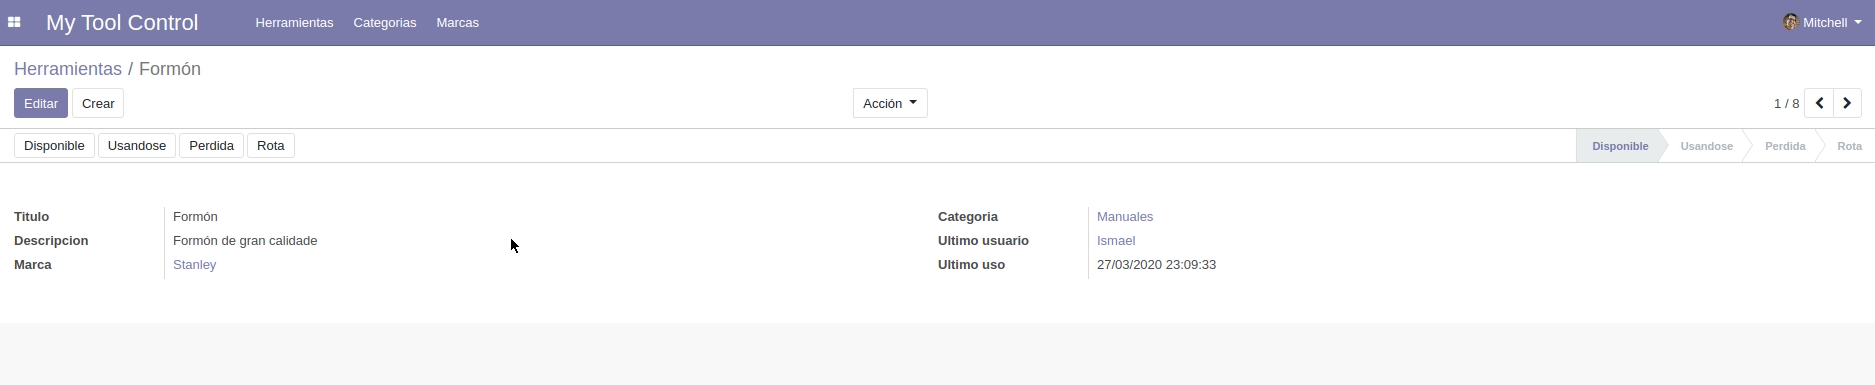 My Tool Control Herramientas Categorias Marcas Mitchell
Herramientas / Formón
Editar Crear Acción 1 / 8
Disponible Usandose Perdida Rota Disponible Usandose Perdida Rota
Titulo Formón Categoria Manuales
Descripcion Formón de gran calidade Ultimo usuario Ismael
Marca Stanley Ultimo uso 27/03/2020 23:09:33